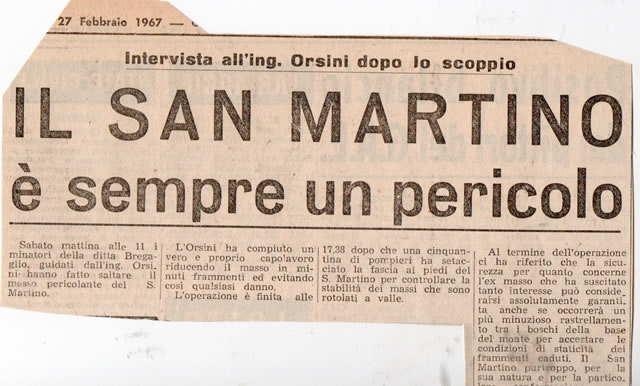 27 Febbraio 1967 —
Intervista all'ing. Orsini dopo lo scoppio
IL SAN MARTINO
è sempre un pericolo
Sabato mattina alle 11 i
minatori della ditta Brega-
glio, guidati dall'ing. Orsi-
ni hanno fatto saltare il
masso pericolante del S.
Martino.
L'Orsini ha compiuto un
vero e proprio capolavoro
riducendo il masso in mi-
nuti frammenti ed evitando
così qualsiasi danno.
L'operazione è finita alle
17,38 dopo che una cinquan-
tina di pompieri ha setac-
ciato la fascia ai piedi del
S. Martino per controllare la
stabilità dei massi che sono
rotolati a valle.
Al termine dell'operazione
ci ha riferito che la sicu-
rezza per quanto concerne
l'ex masso che ha suscitato
tanto interesse può conside-
rarsi assolutamente garanti-
ta anche se occorrerà un
più minuzioso rastrellamen-
to tra i boschi della base
del monte per accertare le
condizioni di staticità dei
frammenti caduti. Il San
Martino purtroppo, per la
sua natura e per la partico-